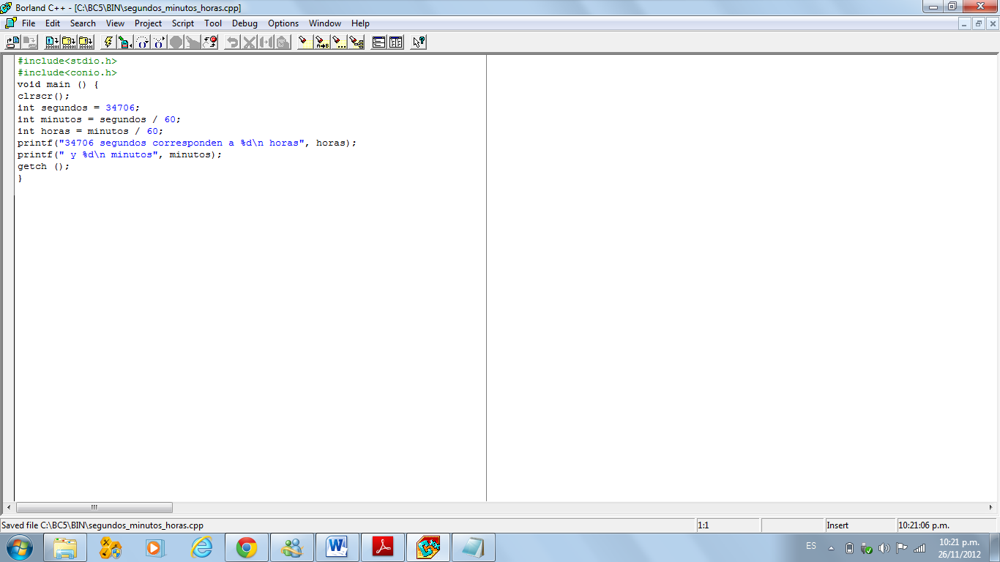 Borland C++ - [C:\BC5\BIN\segundos_minutos_horas.cpp]
File Edit Search View Project Script Tool Debug Options Window Help
#include<stdio.h>
#include<conio.h>
void main () {
clrscr();
int segundos = 34706;
int minutos = segundos / 60;
int horas = minutos / 60;
printf("34706 segundos corresponden a %d\n horas", horas);
printf(" y %d\n minutos", minutos);
getch ();
}
Saved file C:\BC5\BIN\segundos_minutos_horas.cpp 1:1 Insert 10:21:06 p.m.
ES 10:21 p.m.
26/11/2012